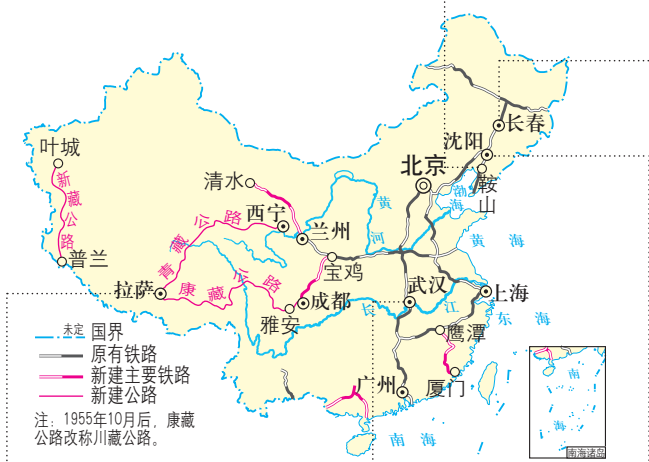 长春
沈阳
叶城
北京
清水
鞍山
渤海
新藏公路
黄河
西宁
青藏公路
兰州
黄海
普兰
宝鸡
拉萨
康藏公路
成都
武汉
上海
雅安
长江
东海
鹰潭
厦门
广州
南海
南海
南海诸岛
未定 国界
原有铁路
新建主要铁路
新建公路
注：1955年10月后，康藏
公路改称川藏公路。